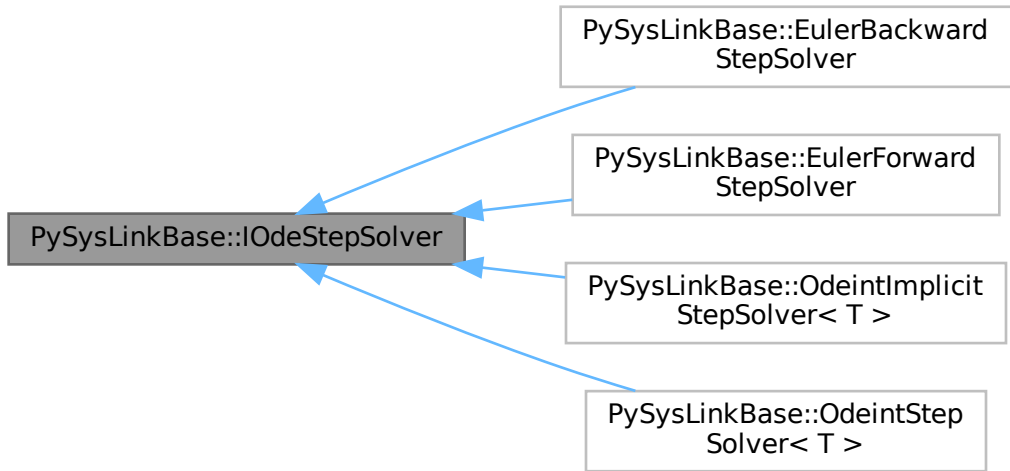 PySysLinkBase::EulerBackward
StepSolver
PySysLinkBase::EulerForward
StepSolver
PySysLinkBase::IOdeStepSolver
PySysLinkBase::OdeintImplicit
StepSolver< T >
PySysLinkBase::OdeintStep
Solver< T >